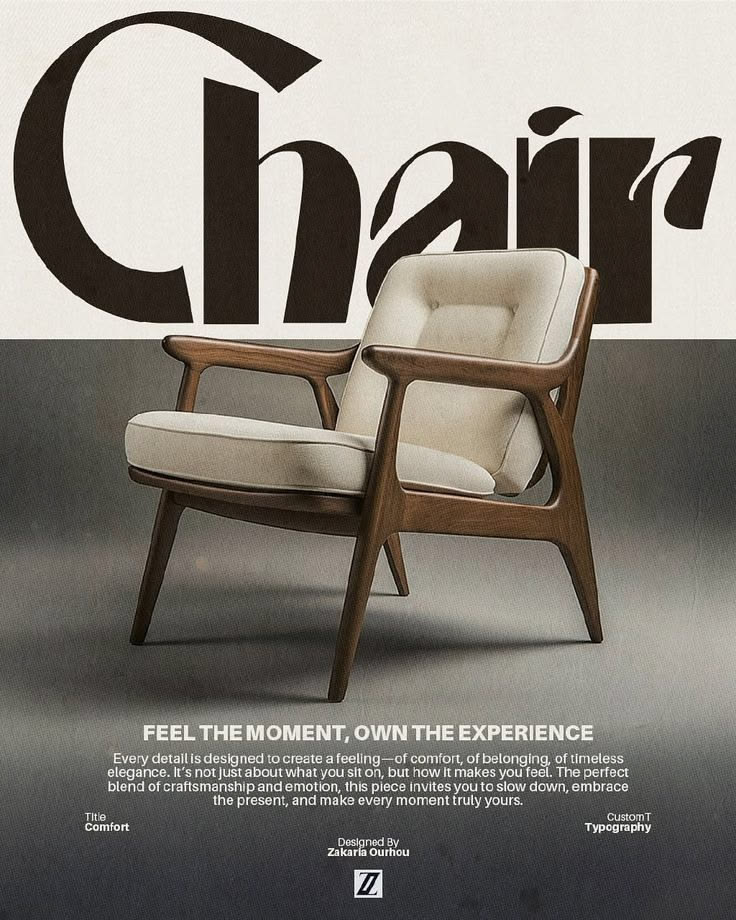 Chair
FEEL THE MOMENT, OWN THE EXPERIENCE
Every detail is designed to create a feeling—of comfort, of belonging, of timeless
elegance. It's not just about what you sit on, but how it makes you feel. The perfect
blend of craftsmanship and emotion, this piece invites you to slow down, embrace
the present, and make every moment truly yours.
Title
Comfort
CustomT
Typography
Designed By
Zakaria Ourhou
Z